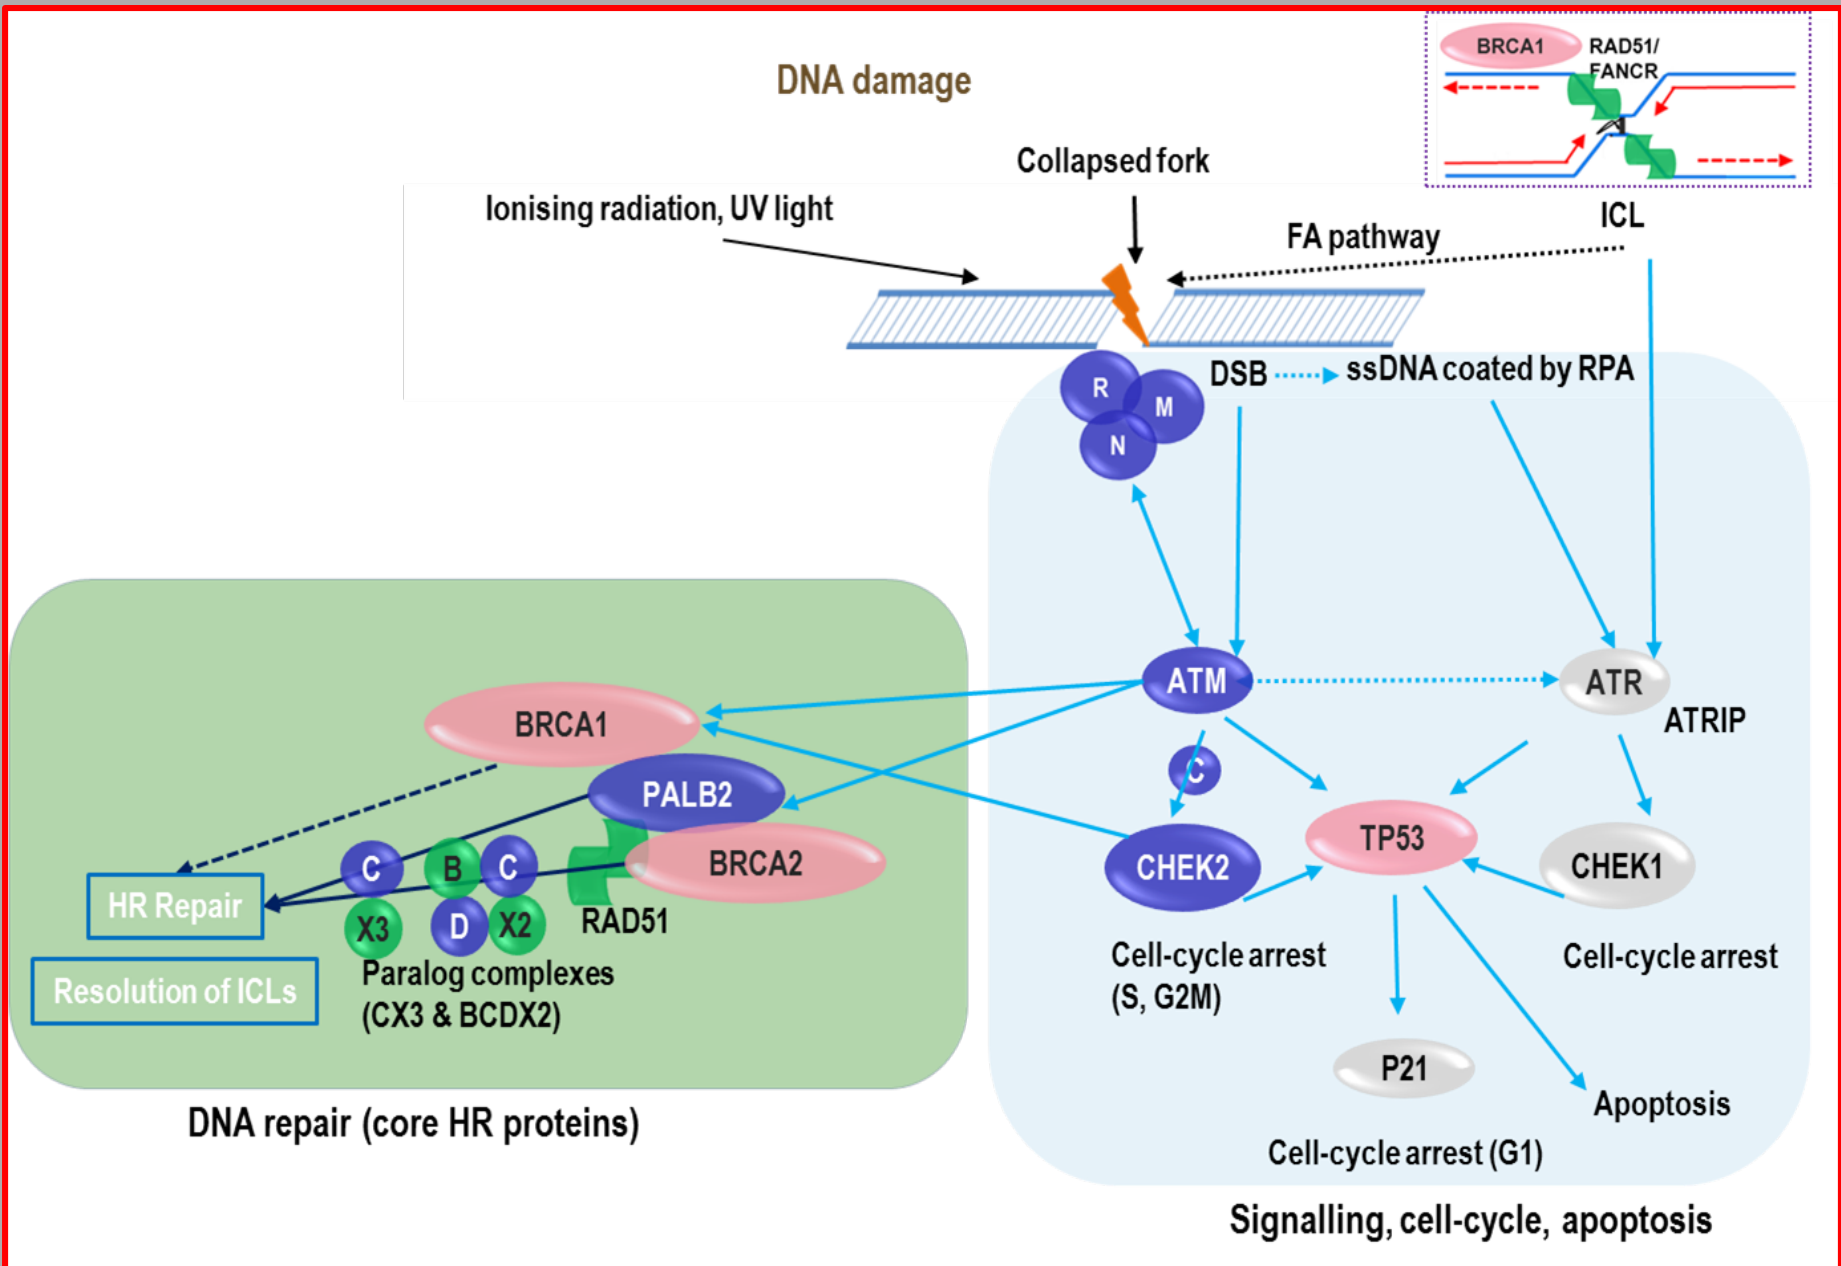 BRCA1
RAD51/
FANCR
DNA damage
Collapsed fork
Ionising radiation, UV light
FA pathway
ICL
R
M
N
DSB
ssDNA coated by RPA
ATM
ATR
ATRIP
C
CHEK2
TP53
CHEK1
Cell-cycle arrest
(S, G2M)
Cell-cycle arrest
P21
Apoptosis
Cell-cycle arrest (G1)
Signalling, cell-cycle, apoptosis
BRCA1
PALB2
BRCA2
RAD51
C
B
C
X3
D
X2
HR Repair
Resolution of ICLs
Paralog complexes
(CX3 & BCDX2)
DNA repair (core HR proteins)